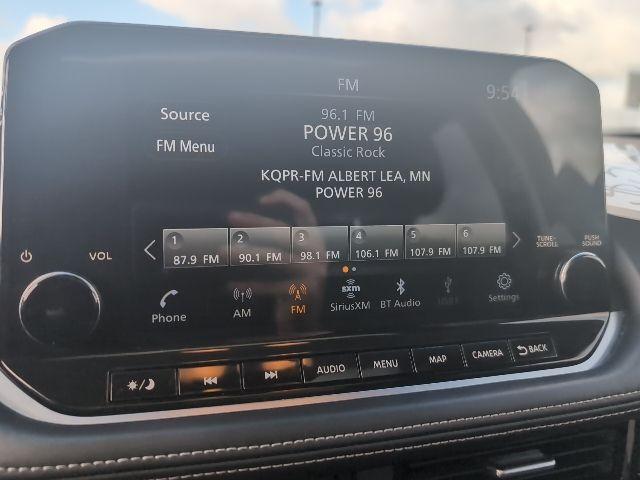 FM
9:54
Source
96.1 FM
POWER 96
FM Menu
Classic Rock
KQPR-FM ALBERT LEA, MN
POWER 96
1 2 3 4 5 6
87.9 FM 90.1 FM 98.1 FM 106.1 FM 107.9 FM 107.9 FM
VOL
TUNE-SCROLL
PUSH SOUND
Phone AM FM SiriusXM BT Audio USB1 Settings
sxm
AUDIO MENU MAP CAMERA BACK